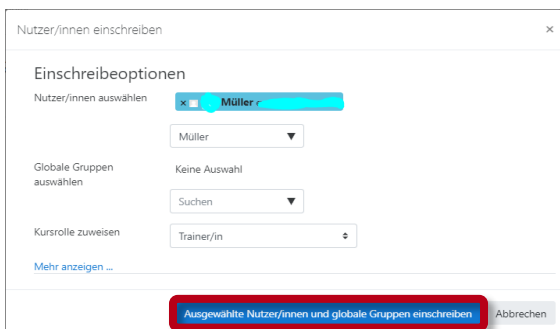 Nutzer/innen einschreiben ×
Einschreibeoptionen
Nutzer/innen auswählen
× Müller
Müller ▼
Globale Gruppen auswählen
Keine Auswahl
Suchen ▼
Kursrolle zuweisen
Trainer/in
Mehr anzeigen ...
Ausgewählte Nutzer/innen und globale Gruppen einschreiben
Abbrechen